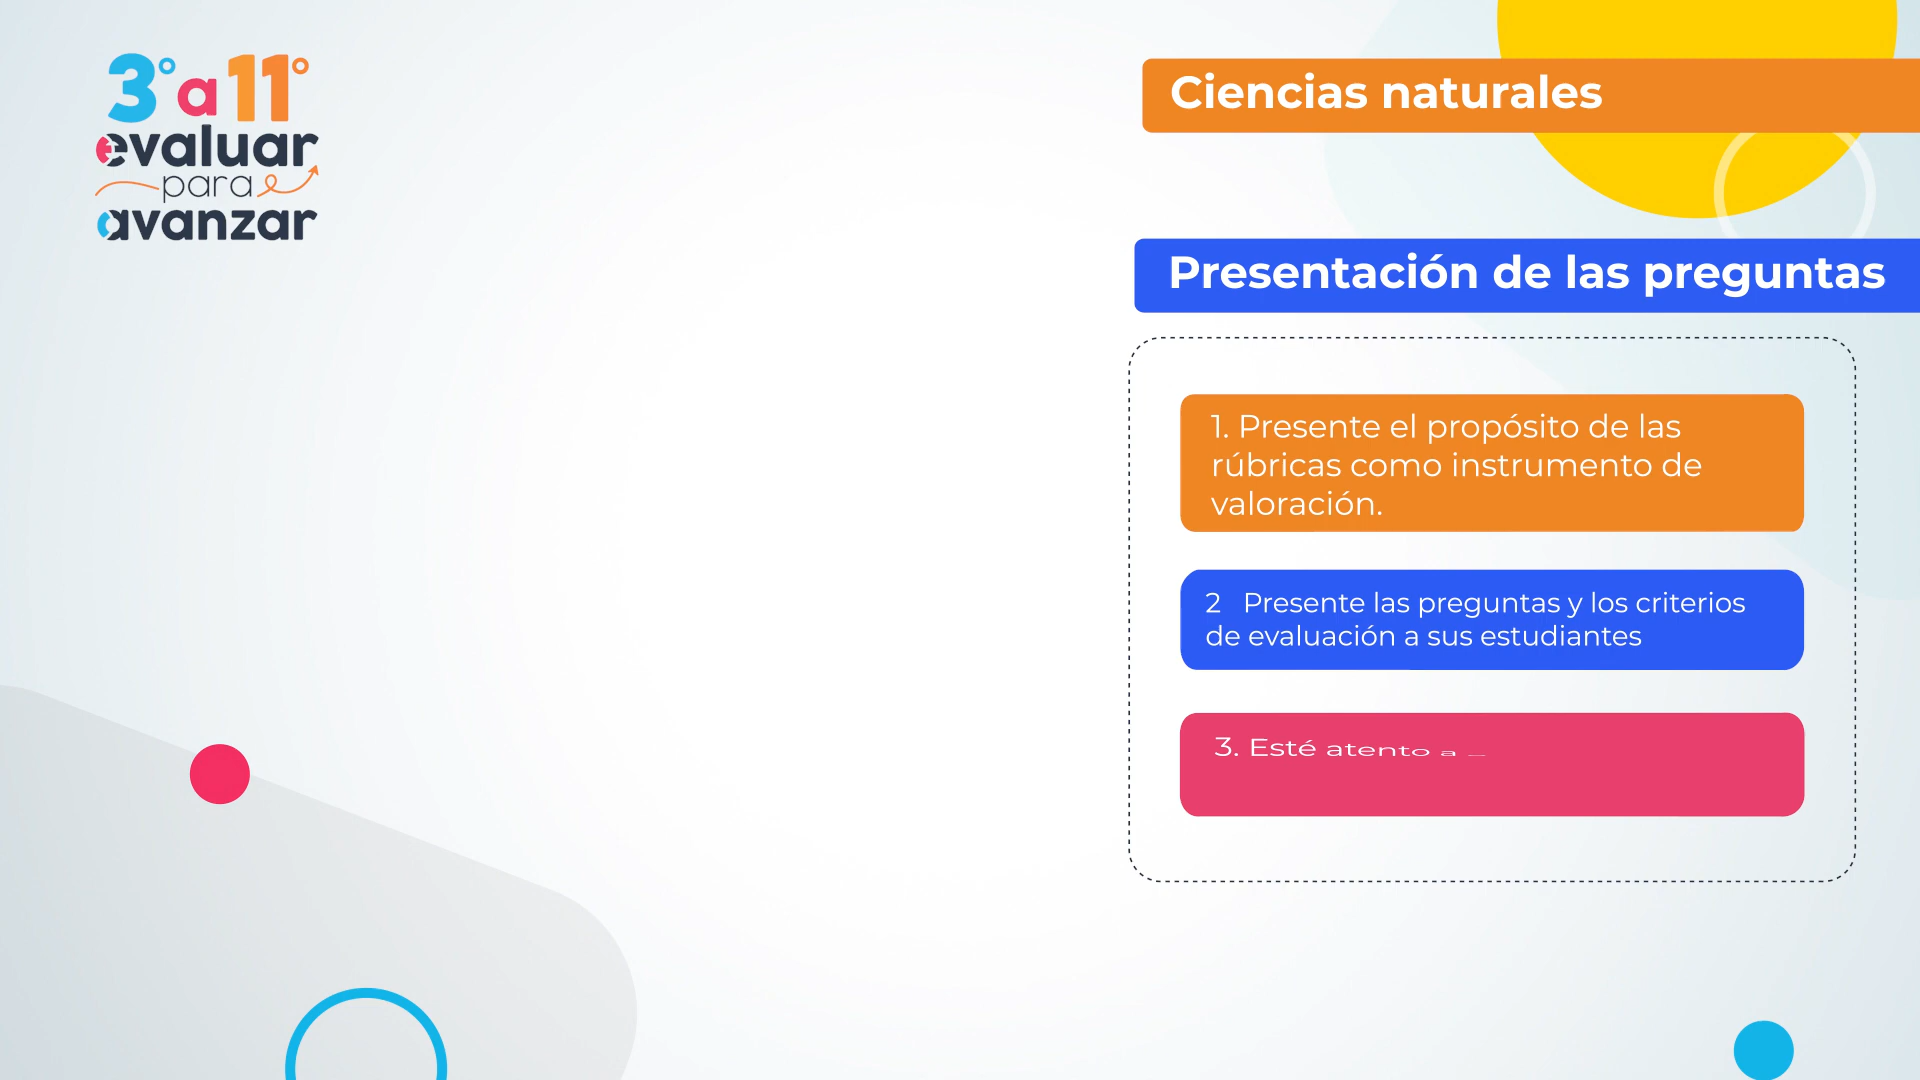 3° a 11°
evaluar
para
avanzar
Ciencias naturales
Presentación de las preguntas
1. Presente el propósito de las
rúbricas como instrumento de
valoración.
2 Presente las preguntas y los criterios
de evaluación a sus estudiantes
3. Esté atento a